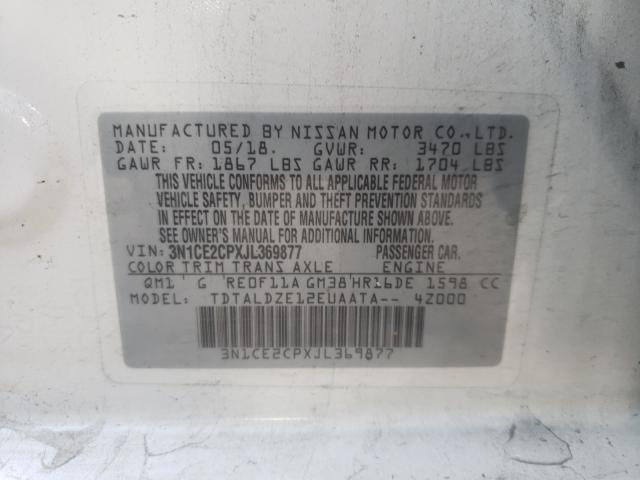 MANUFACTURED BY NISSAN MOTOR CO.,LTD.
DATE: 05/18. GVWR: 3470 LBS
GAWR FR: 1867 LBS GAWR RR: 1704 LBS
THIS VEHICLE CONFORMS TO ALL APPLICABLE FEDERAL MOTOR
VEHICLE SAFETY, BUMPER AND THEFT PREVENTION STANDARDS
IN EFFECT ON THE DATE OF MANUFACTURE SHOWN ABOVE.
SEE OWNER'S MANUAL FOR ADDITIONAL INFORMATION.
VIN: 3N1CE2CPXJL369877 PASSENGER CAR.
COLOR TRIM TRANS AXLE ENGINE
QM1 G RE0F11A GM38 HR16DE 1598 CC
MODEL: TDTALDZE12EUAATA-- 4Z000
3N1CE2CPXJL369877